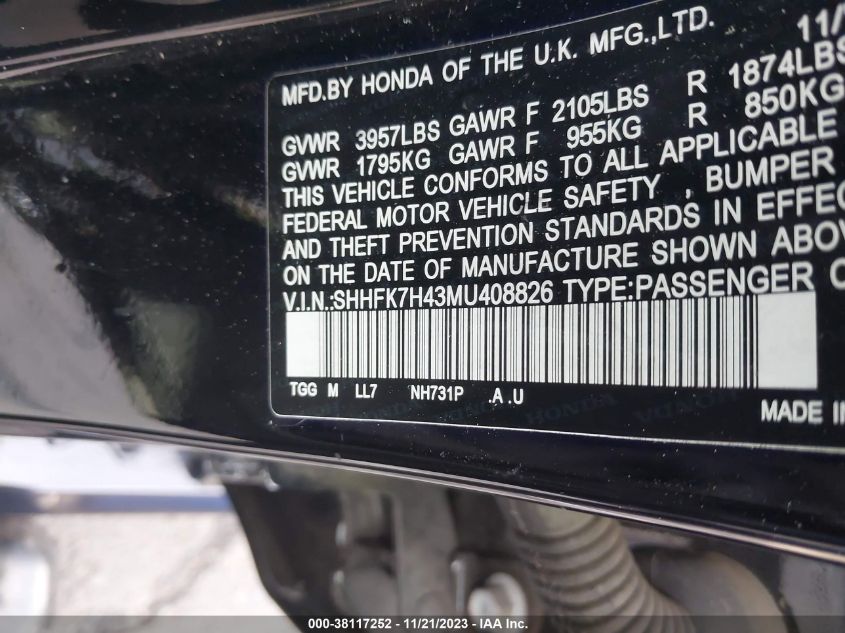 MFD.BY HONDA OF THE U.K. MFG.,LTD. 11/
GVWR 3957LBS GAWR F 2105LBS R 1874LBS
GVWR 1795KG GAWR F 955KG R 850KG
THIS VEHICLE CONFORMS TO ALL APPLICABLE
FEDERAL MOTOR VEHICLE SAFETY , BUMPER
AND THEFT PREVENTION STANDARDS IN EFFEC
ON THE DATE OF MANUFACTURE SHOWN ABOV
V.I.N.:SHHFK7H43MU408826 TYPE:PASSENGER C
TGG M LL7 NH731P .A .U
MADE IN
000-38117252 - 11/21/2023 - IAA Inc.